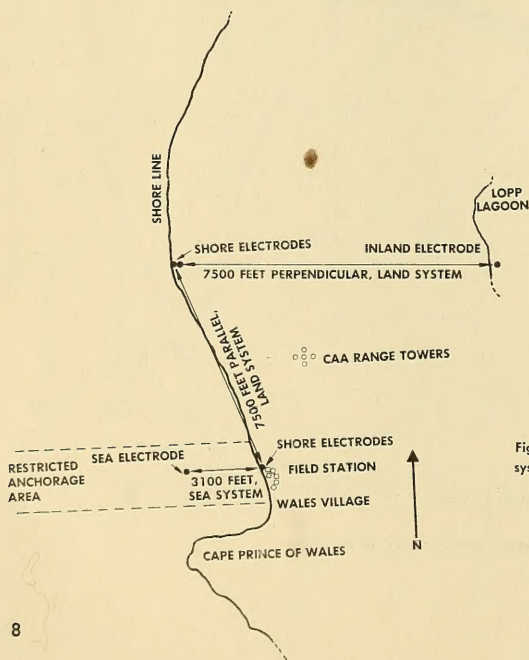 SHORE LINE
LOPP
LAGOON
SHORE ELECTRODES
INLAND ELECTRODE
7500 FEET PERPENDICULAR, LAND SYSTEM
7500 FEET PARALLEL,
LAND SYSTEM
CAA RANGE TOWERS
SEA ELECTRODE
SHORE ELECTRODES
RESTRICTED
ANCHORAGE
AREA
3100 FEET,
SEA SYSTEM
FIELD STATION
WALES VILLAGE
CAPE PRINCE OF WALES
N
Fig
sys
8